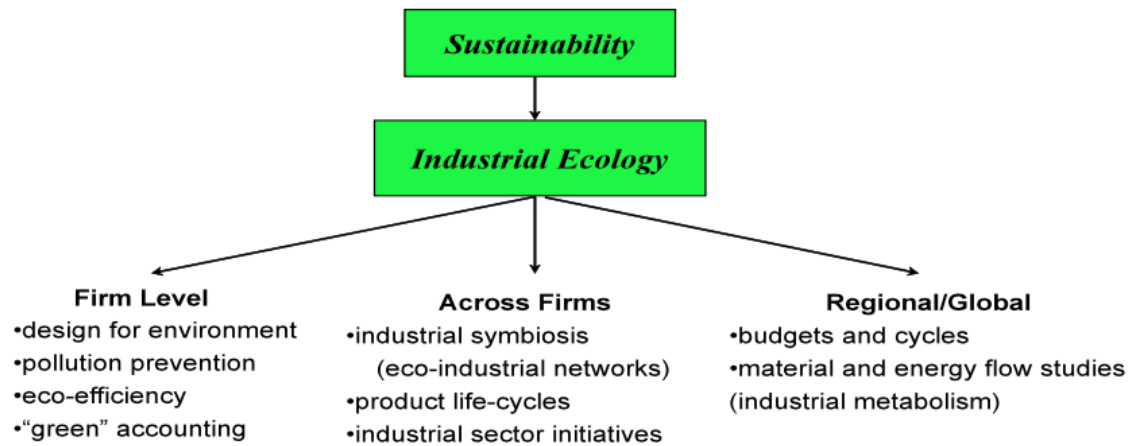 Sustainability
Industrial Ecology
Firm Level
•design for environment
•pollution prevention
•eco-efficiency
•“green” accounting
Across Firms
•industrial symbiosis
(eco-industrial networks)
•product life-cycles
•industrial sector initiatives
Regional/Global
•budgets and cycles
•material and energy flow studies
(industrial metabolism)